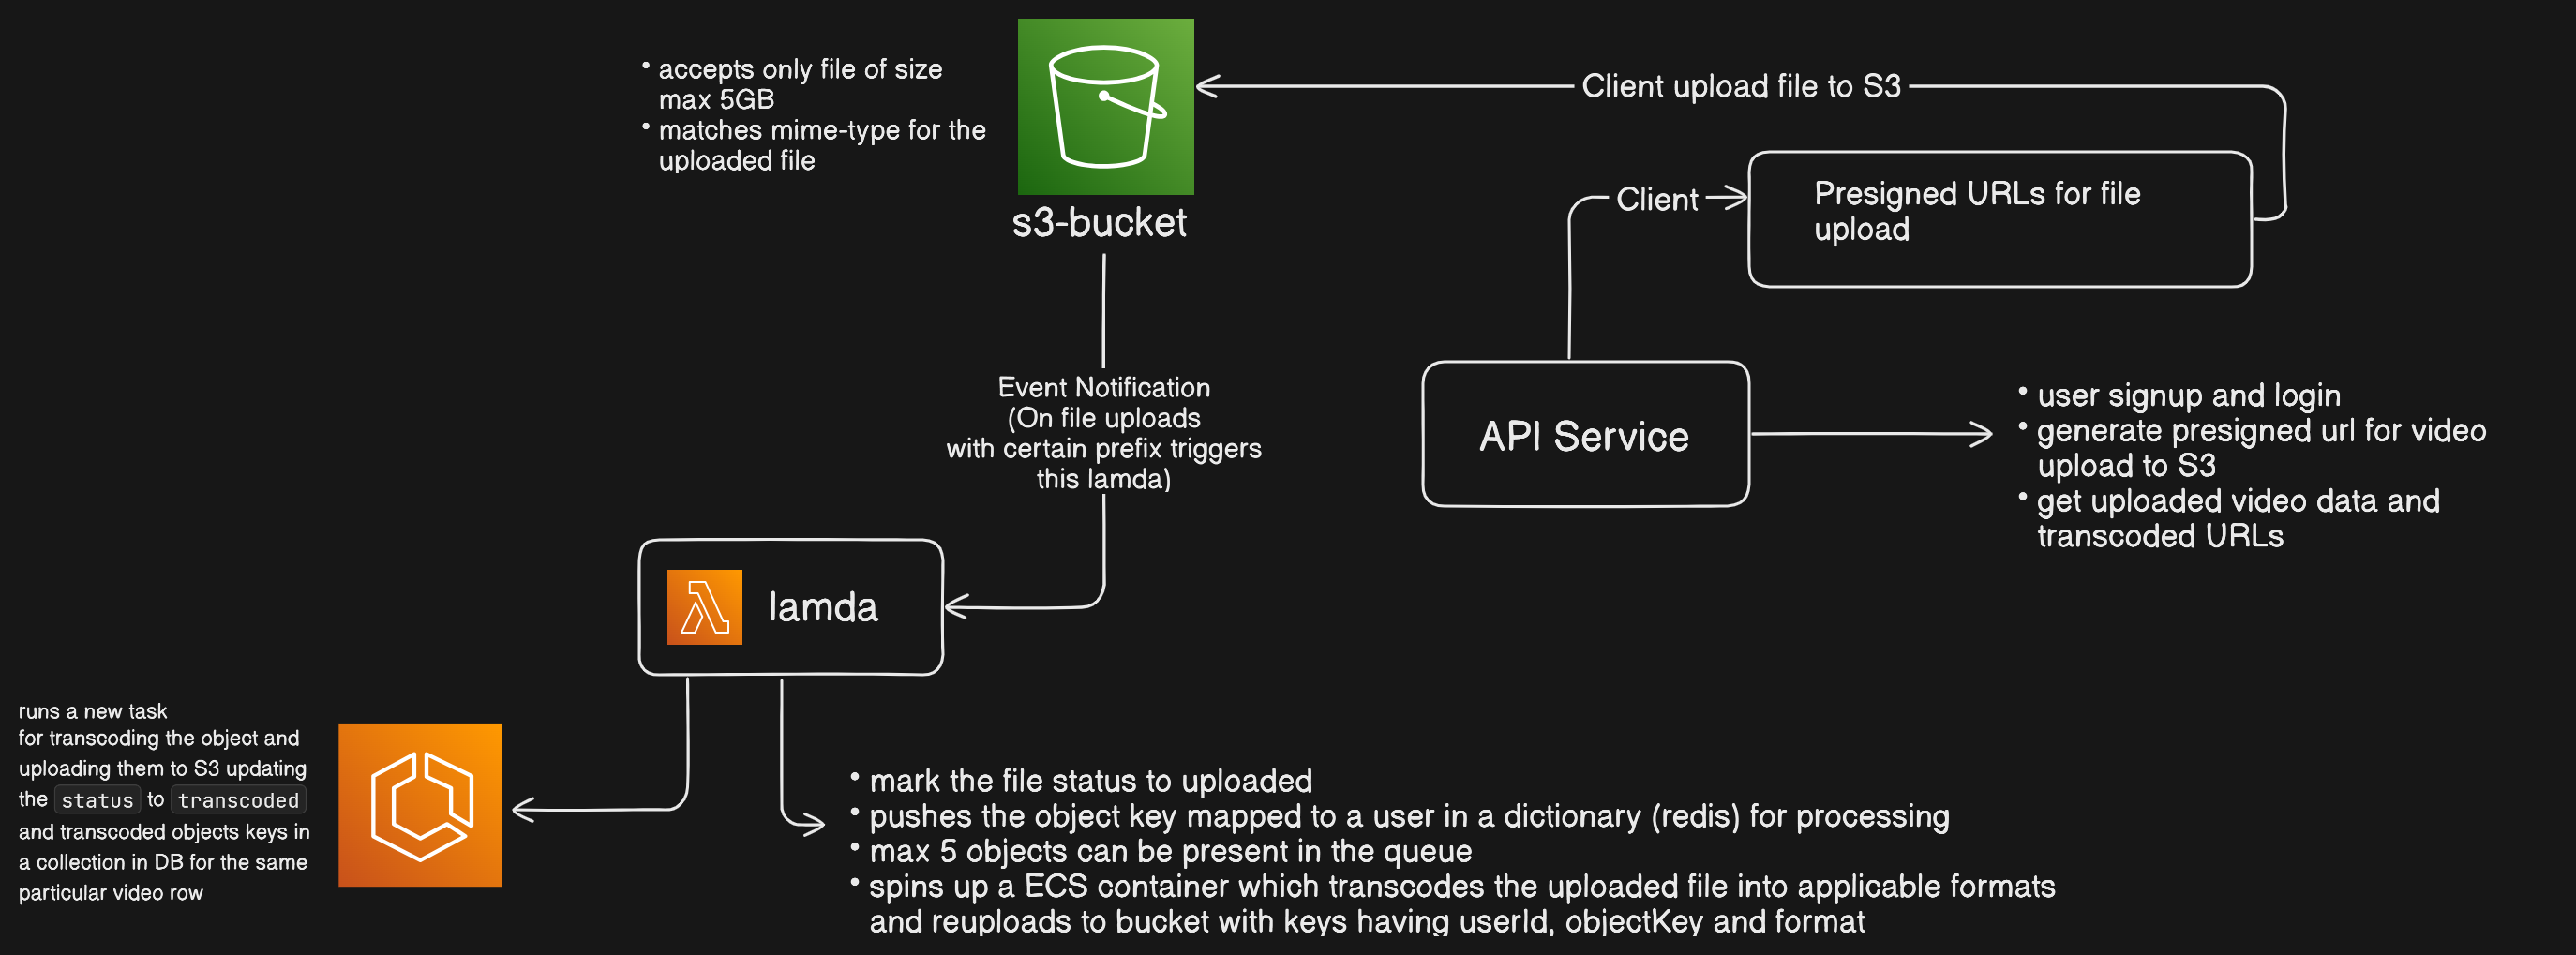 • accepts only file of size
max 5GB
• matches mime-type for the
uploaded file
s3-bucket
Client upload file to S3
Client
Presigned URLs for file
upload
Event Notification
(On file uploads
with certain prefix triggers
this lamda)
API Service
• user signup and login
• generate presigned url for video
upload to S3
• get uploaded video data and
transcoded URLs
lamda
runs a new task
for transcoding the object and
uploading them to S3 updating
the status to transcoded
and transcoded objects keys in
a collection in DB for the same
particular video row
• mark the file status to uploaded
• pushes the object key mapped to a user in a dictionary (redis) for processing
• max 5 objects can be present in the queue
• spins up a ECS container which transcodes the uploaded file into applicable formats
and reuploads to bucket with keys having userId, objectKey and format